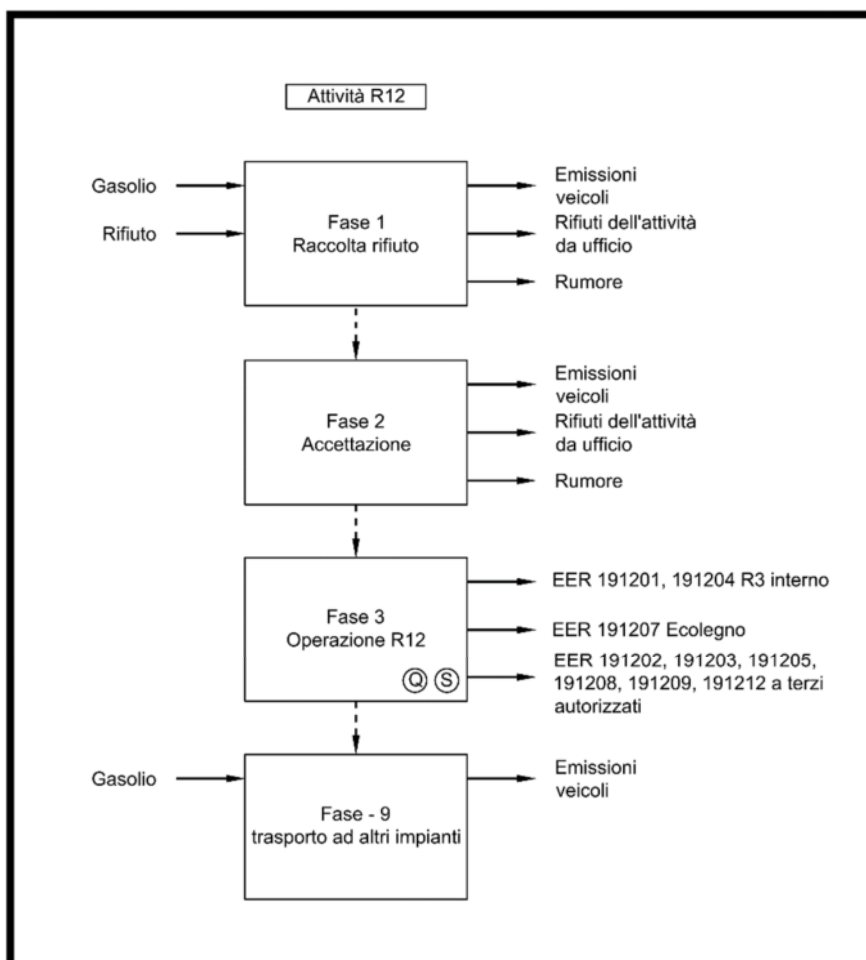 Attività R12
Gasolio
Rifiuto
Fase 1
Raccolta rifiuto
Emissioni
veicoli
Rifiuti dell'attività
da ufficio
Rumore
Fase 2
Accettazione
Emissioni
veicoli
Rifiuti dell'attività
da ufficio
Rumore
Fase 3
Operazione R12
Q S
EER 191201, 191204 R3 interno
EER 191207 Ecolegno
EER 191202, 191203, 191205,
191208, 191209, 191212 a terzi
autorizzati
Gasolio
Fase - 9
trasporto ad altri impianti
Emissioni
veicoli